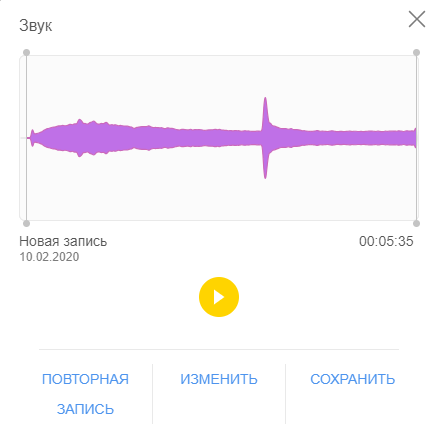 Звук
Новая запись 00:05:35
10.02.2020
ПОВТОРНАЯ ИЗМЕНИТЬ СОХРАНИТЬ
ЗАПИСЬ